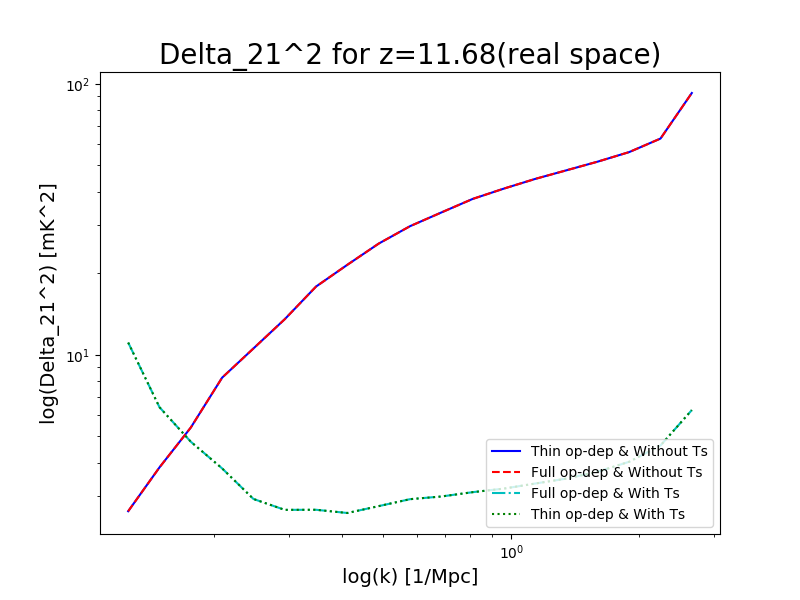 Delta_21^2 for z=11.68(real space)
10^2
10^1
log(Delta_21^2) [mK^2]
Thin op-dep & Without Ts
Full op-dep & Without Ts
Full op-dep & With Ts
Thin op-dep & With Ts
10^0
log(k) [1/Mpc]